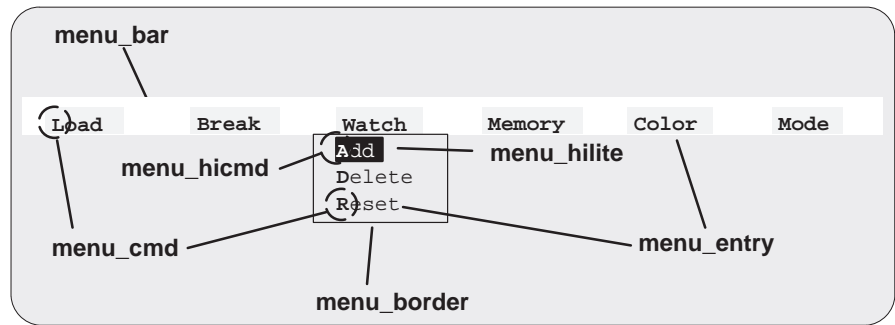 menu_bar
Load Break Watch Memory Color Mode
Add
menu_hicmd
menu_hilite
Delete
Reset
menu_cmd
menu_entry
menu_border